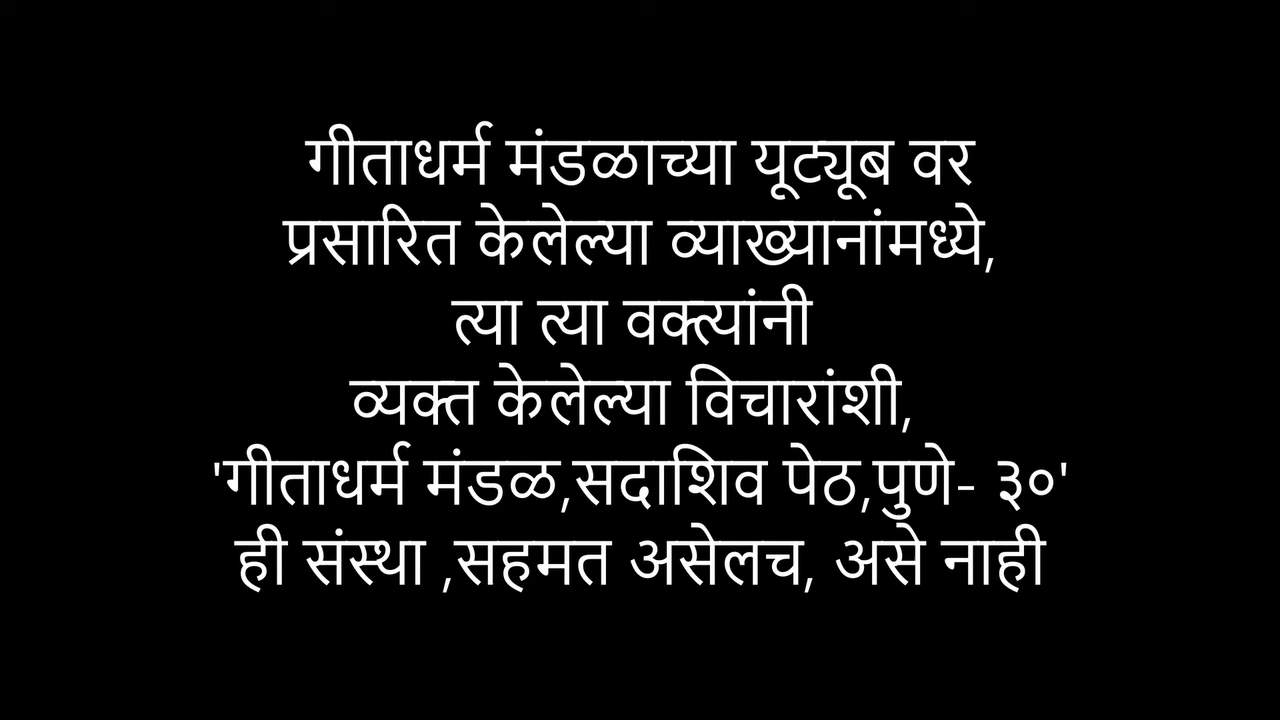 गीताधर्म मंडळाच्या यूट्यूब वर
प्रसारित केलेल्या व्याख्यानांमध्ये,
त्या त्या वक्त्यांनी
व्यक्त केलेल्या विचारांशी,
'गीताधर्म मंडळ,सदाशिव पेठ,पुणे- ३०'
ही संस्था ,सहमत असेलच, असे नाही